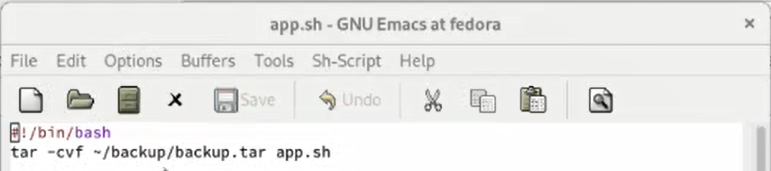 app.sh - GNU Emacs at fedora
File Edit Options Buffers Tools Sh-Script Help
Save Undo
#!/bin/bash
tar -cvf ~/backup/backup.tar app.sh